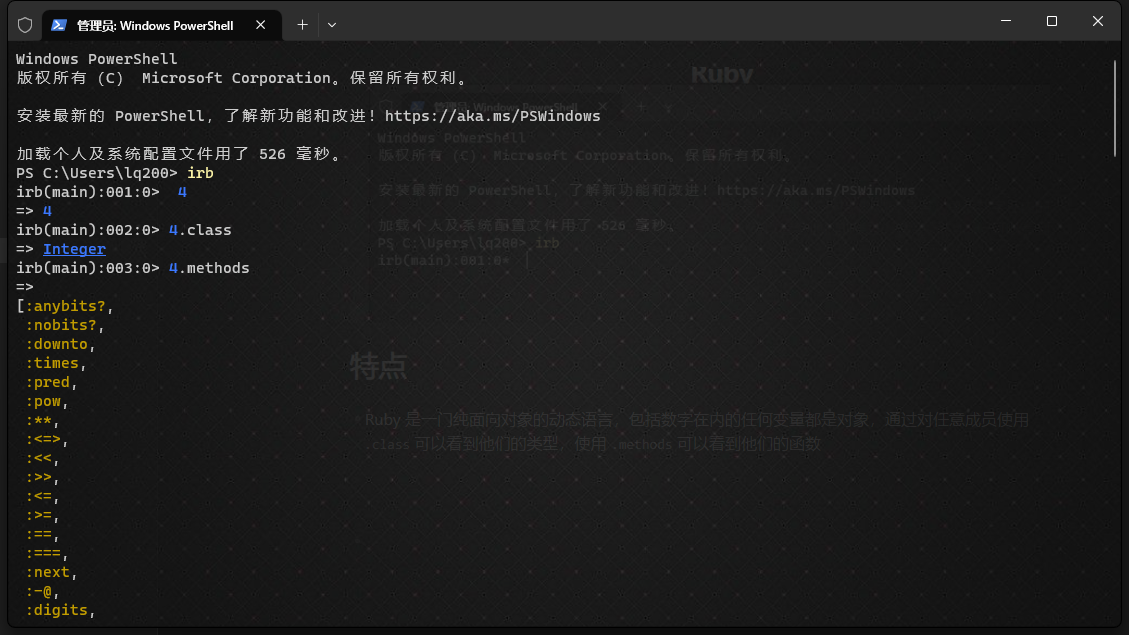 管理员: Windows PowerShell
Windows PowerShell
版权所有 (C)  Microsoft Corporation。保留所有权利。
安装最新的 PowerShell，了解新功能和改进！https://aka.ms/PSWindows
加载个人及系统配置文件用了 526 毫秒。
PS C:\Users\lq200> irb
irb(main):001:0>  4
=> 4
irb(main):002:0> 4.class
=> Integer
irb(main):003:0> 4.methods
=>
[:anybits?,
 :nobits?,
 :downto,
 :times,
 :pred,
 :pow,
 :**,
 :<=>,
 :<<,
 :>>,
 :<=,
 :>=,
 :==,
 :===,
 :next,
 :-@,
 :digits,
Ruby
管理员: Windows PowerShell
Windows PowerShell
版权所有 (C)  Microsoft Corporation。保留所有权利。
安装最新的 PowerShell，了解新功能和改进！https://aka.ms/PSWindows
加载个人及系统配置文件用了 526 毫秒。
PS C:\Users\lq200> irb
irb(main):001:0*
特点
Ruby 是一门纯面向对象的动态语言，包括数字在内的任何变量都是对象，通过对任意成员使用
.class 可以看到他们的类型，使用 .methods 可以看到他们的函数